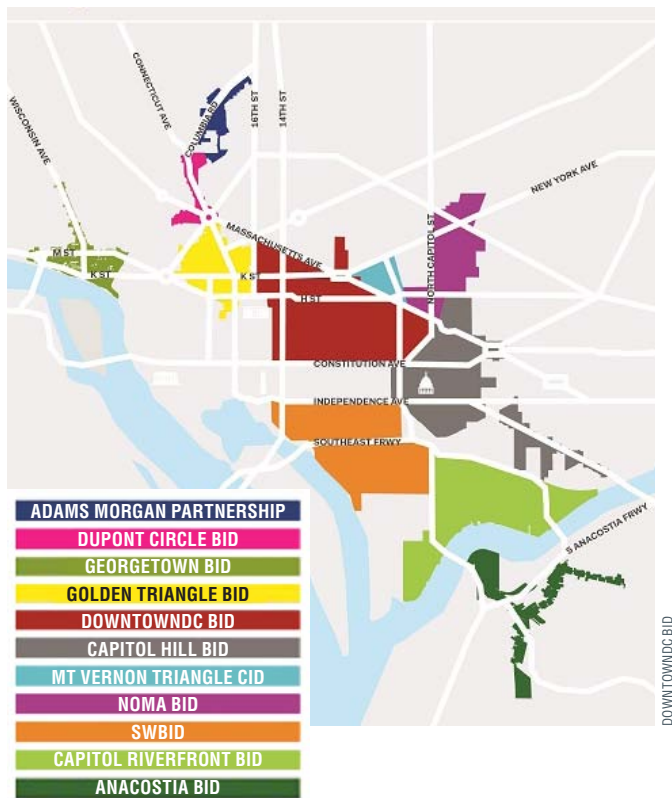 CONNECTICUT AVE
16TH ST
14TH ST
COLUMBIA RD
WISCONSIN AVE
NEW YORK AVE
MASSACHUSETTS AVE
NORTH CAPITOL ST
M ST
K ST
K ST
H ST
CONSTITUTION AVE
INDEPENDENCE AVE
SOUTHEAST FRWY
S ANACOSTIA FRWY
ADAMS MORGAN PARTNERSHIP
DUPONT CIRCLE BID
GEORGETOWN BID
GOLDEN TRIANGLE BID
DOWNTOWNDC BID
CAPITOL HILL BID
MT VERNON TRIANGLE CID
NOMA BID
SWBID
CAPITOL RIVERFRONT BID
ANACOSTIA BID
DOWNTOWNDC BID